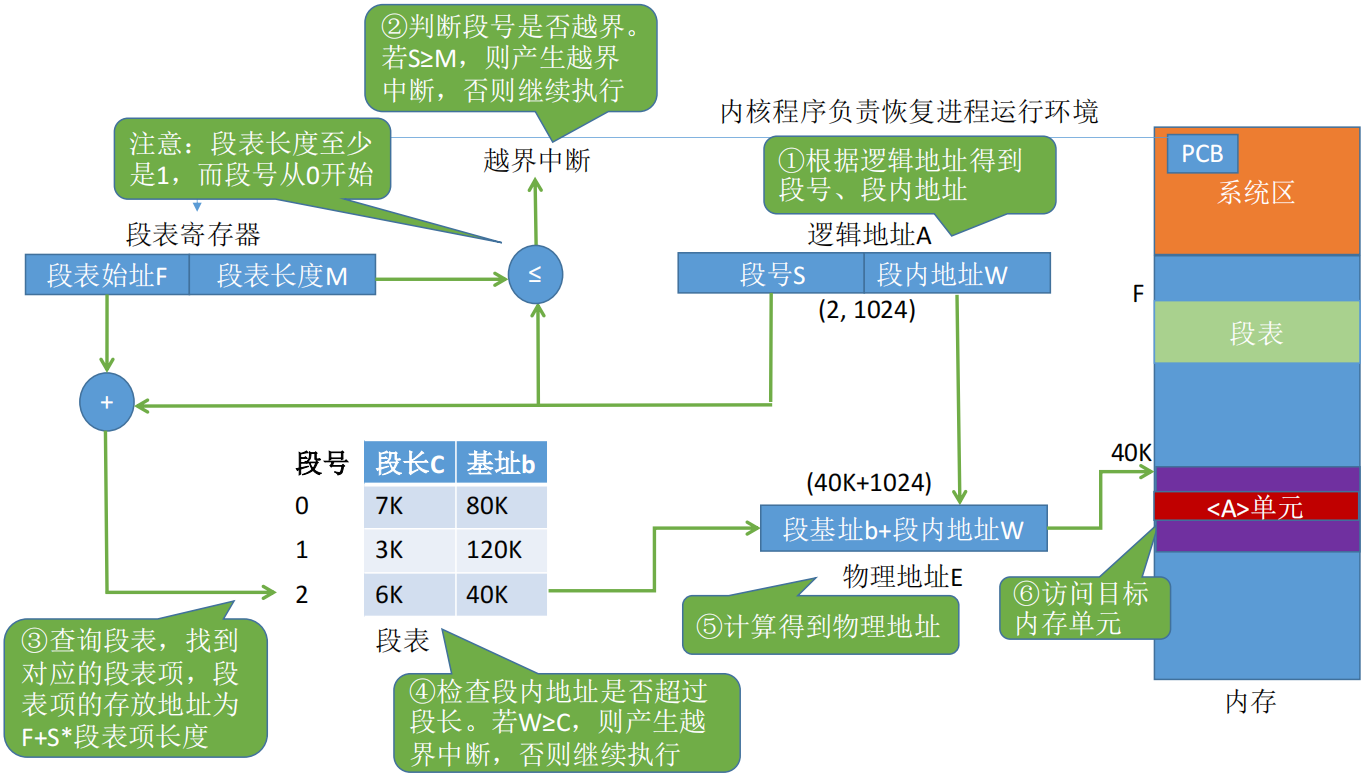 ②判断段号是否越界。
若S≥M，则产生越界
中断，否则继续执行
内核程序负责恢复进程运行环境
注意：段表长度至少
是1，而段号从0开始
越界中断
①根据逻辑地址得到
段号、段内地址
PCB
系统区
段表寄存器
逻辑地址A
段表始址F
段表长度M
≤
段号S
段内地址W
(2, 1024)
F
段表
+
段号
段长C
基址b
0
7K
80K
1
3K
120K
2
6K
40K
段表
(40K+1024)
段基址b+段内地址W
物理地址E
40K
<A>单元
③查询段表，找到
对应的段表项，段
表项的存放地址为
F+S*段表项长度
④检查段内地址是否超过
段长。若W≥C，则产生越
界中断，否则继续执行
⑤计算得到物理地址
⑥访问目标
内存单元
内存